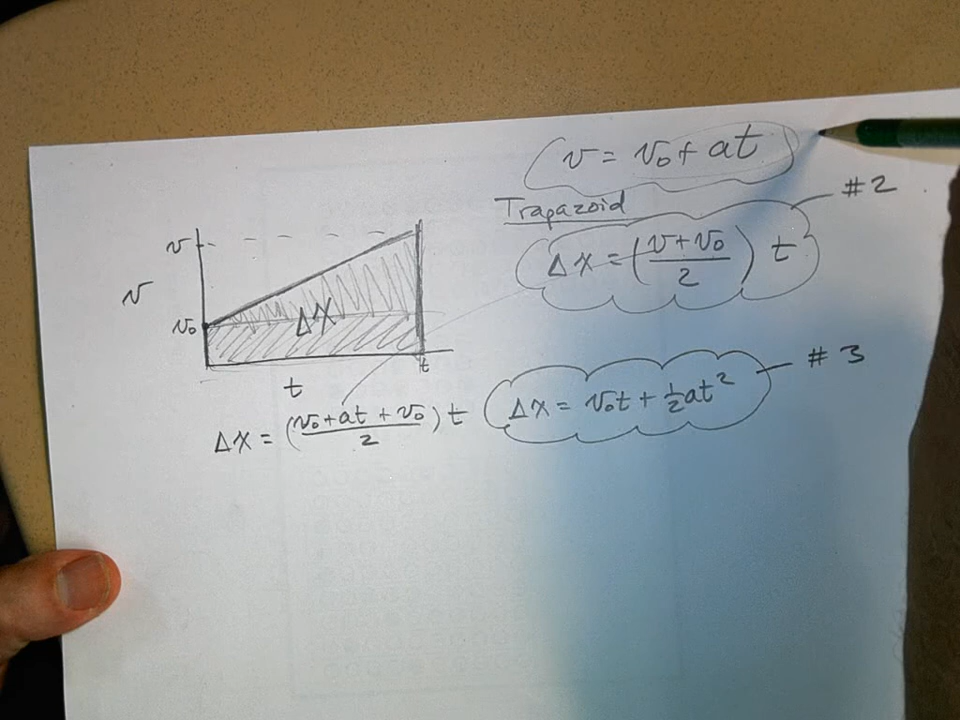 v = v₀ + at
#2
Trapazoid
Δx = (v + v₀ / 2) t
v
v
v₀
Δx
t
t
#3
Δx = (v₀ + at + v₀ / 2) t
Δx = v₀t + ½at²